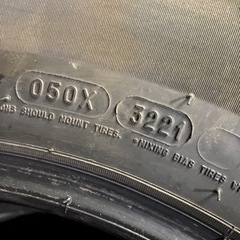 050X 3221
ONS SHOULD MOUNT TIRES. *MIXING BIAS TIRES